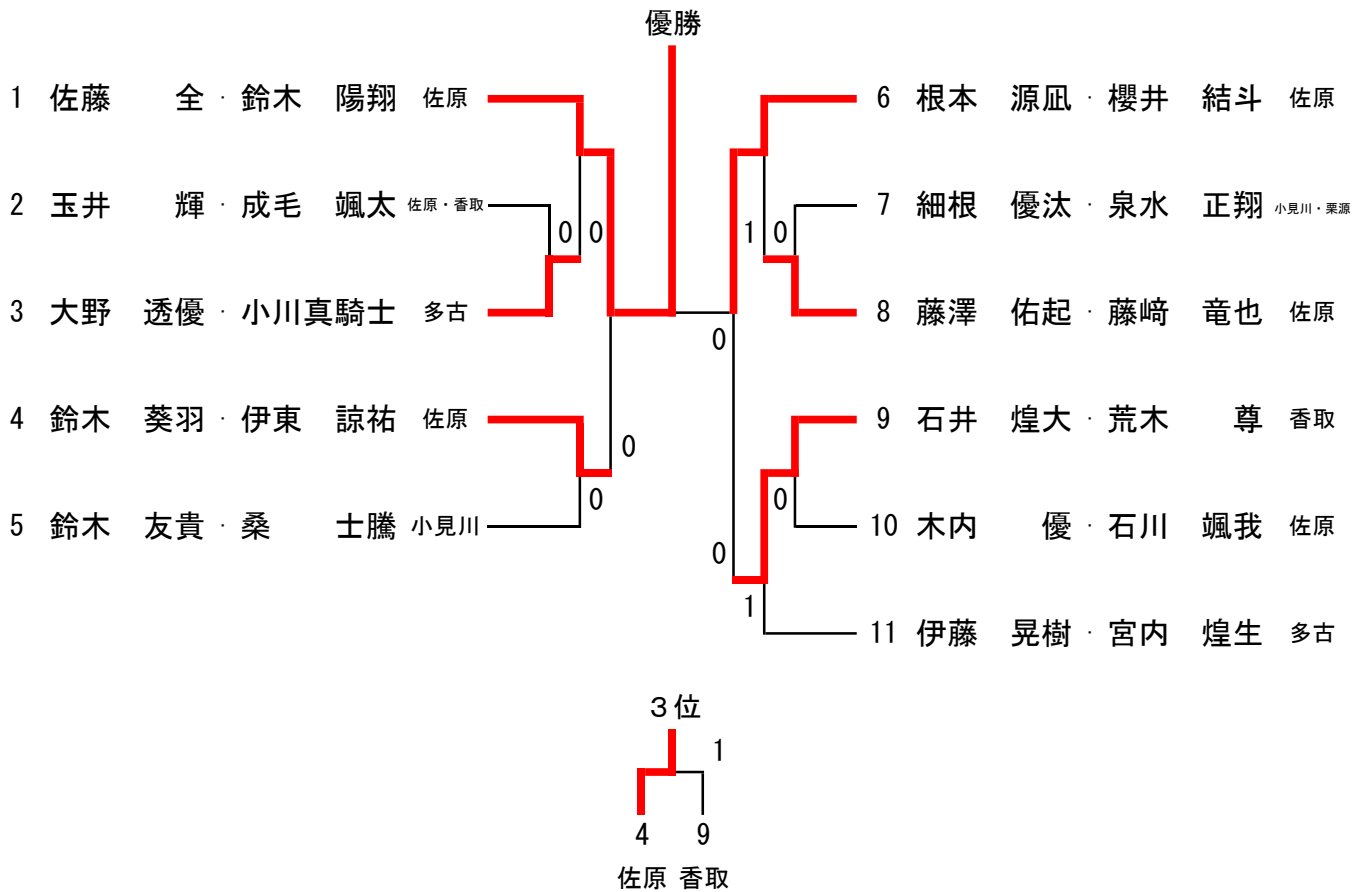 優勝
1 佐藤　全・鈴木　陽翔 佐原
2 玉井　輝・成毛　颯太 佐原・香取
3 大野　透優・小川真騎士 多古
4 鈴木　葵羽・伊東　諒祐 佐原
5 鈴木　友貴・桑　士騰 小見川
0 0
0
0
6 根本　源凪・櫻井　結斗 佐原
7 細根　優汰・泉水　正翔 小見川・栗源
8 藤澤　佑起・藤﨑　竜也 佐原
9 石井　煌大・荒木　尊 香取
10 木内　優・石川　颯我 佐原
11 伊藤　晃樹・宮内　煌生 多古
1 0
0
0
0
1
３位
1
4 9
佐原 香取